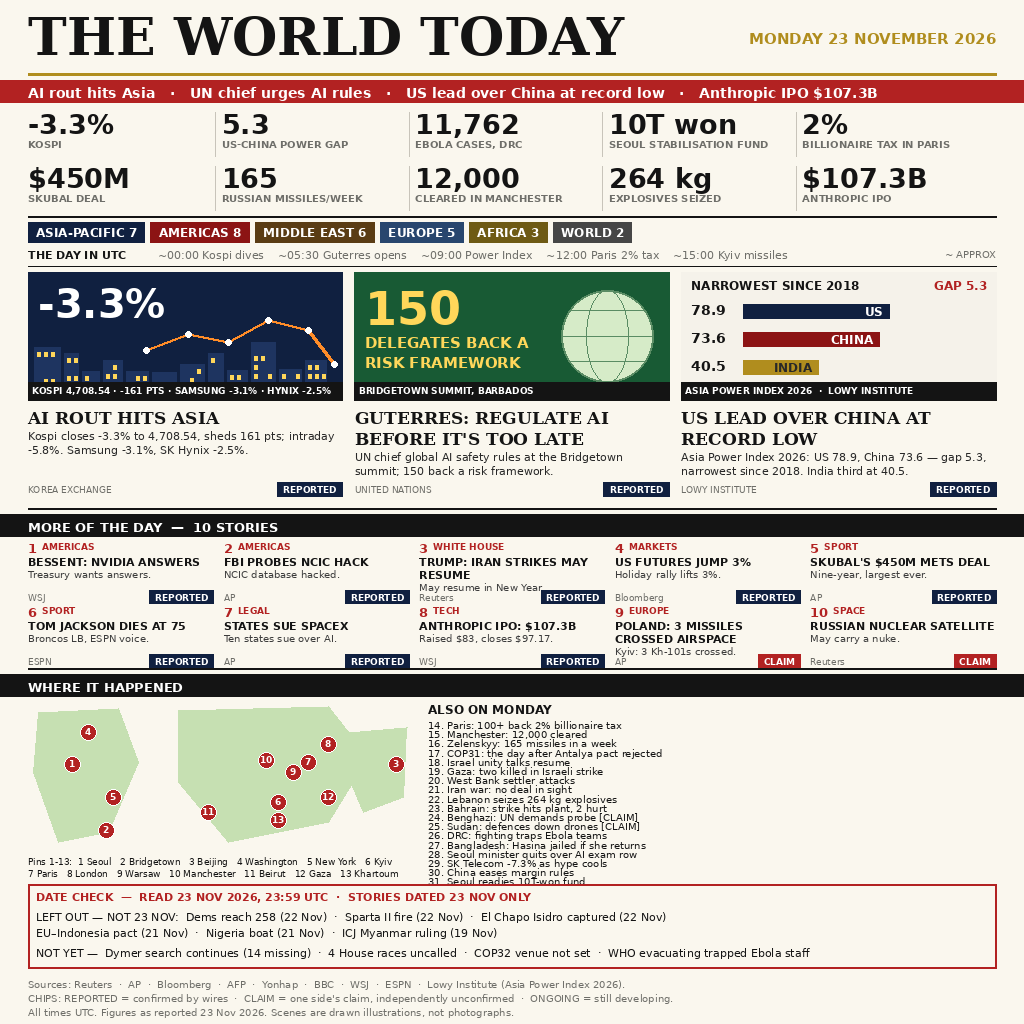 THE WORLD TODAY
MONDAY 23 NOVEMBER 2026
AI rout hits Asia · UN chief urges AI rules · US lead over China at record low · Anthropic IPO $107.3B
-3.3%
KOSPI
5.3
US-CHINA POWER GAP
11,762
EBOLA CASES, DRC
10T won
SEOUL STABILISATION FUND
2%
BILLIONAIRE TAX IN PARIS
$450M
SKUBAL DEAL
165
RUSSIAN MISSILES/WEEK
12,000
CLEARED IN MANCHESTER
264 kg
EXPLOSIVES SEIZED
$107.3B
ANTHROPIC IPO
ASIA-PACIFIC 7
AMERICAS 8
MIDDLE EAST 6
EUROPE 5
AFRICA 3
WORLD 2
THE DAY IN UTC
~00:00 Kospi dives ~05:30 Guterres opens ~09:00 Power Index ~12:00 Paris 2% tax ~15:00 Kyiv missiles
~ APPROX
-3.3%
KOSPI 4,708.54 · -161 PTS · SAMSUNG -3.1% · HYNIX -2.5%
AI ROUT HITS ASIA
Kospi closes -3.3% to 4,708.54, sheds 161 pts; intraday
-5.8%. Samsung -3.1%, SK Hynix -2.5%.
KOREA EXCHANGE
REPORTED
150
DELEGATES BACK A
RISK FRAMEWORK
BRIDGETOWN SUMMIT, BARBADOS
GUTERRES: REGULATE AI
BEFORE IT'S TOO LATE
UN chief global AI safety rules at the Bridgetown
summit; 150 back a risk framework.
UNITED NATIONS
REPORTED
NARROWEST SINCE 2018
GAP 5.3
78.9
US
73.6
CHINA
40.5
INDIA
ASIA POWER INDEX 2026 · LOWY INSTITUTE
US LEAD OVER CHINA AT
RECORD LOW
Asia Power Index 2026: US 78.9, China 73.6 — gap 5.3,
narrowest since 2018. India third at 40.5.
LOWY INSTITUTE
REPORTED
MORE OF THE DAY — 10 STORIES
1 AMERICAS
BESSENT: NVIDIA ANSWERS
Treasury wants answers.
WSJ
REPORTED
2 AMERICAS
FBI PROBES NCIC HACK
NCIC database hacked.
AP
REPORTED
3 WHITE HOUSE
TRUMP: IRAN STRIKES MAY
RESUME
May resume in New Year.
Reuters
REPORTED
4 MARKETS
US FUTURES JUMP 3%
Holiday rally lifts 3%.
Bloomberg
REPORTED
5 SPORT
SKUBAL'S $450M METS DEAL
Nine-year, largest ever.
AP
REPORTED
6 SPORT
TOM JACKSON DIES AT 75
Broncos LB, ESPN voice.
ESPN
REPORTED
7 LEGAL
STATES SUE SPACEX
Ten states sue over AI.
AP
REPORTED
8 TECH
ANTHROPIC IPO: $107.3B
Raised $83, closes $97.17.
WSJ
REPORTED
9 EUROPE
POLAND: 3 MISSILES
CROSSED AIRSPACE
Kyiv: 3 Kh-101s crossed.
AP
CLAIM
10 SPACE
RUSSIAN NUCLEAR SATELLITE
May carry a nuke.
Reuters
CLAIM
WHERE IT HAPPENED
4
1
5
2
8
10
7
9
3
6
12
11
13
Pins 1-13: 1 Seoul 2 Bridgetown 3 Beijing 4 Washington 5 New York 6 Kyiv
7 Paris 8 London 9 Warsaw 10 Manchester 11 Beirut 12 Gaza 13 Khartoum
ALSO ON MONDAY
14. Paris: 100+ back 2% billionaire tax
15. Manchester: 12,000 cleared
16. Zelenskyy: 165 missiles in a week
17. COP31: the day after Antalya pact rejected
18. Israel unity talks resume
19. Gaza: two killed in Israeli strike
20. West Bank settler attacks
21. Iran war: no deal in sight
22. Lebanon seizes 264 kg explosives
23. Bahrain: strike hits plant, 2 hurt
24. Benghazi: UN demands probe [CLAIM]
25. Sudan: defences down drones [CLAIM]
26. DRC: fighting traps Ebola teams
27. Bangladesh: Hasina jailed if she returns
28. Seoul minister quits over AI exam row
29. SK Telecom -7.3% as hype cools
30. China eases margin rules
31. Seoul readies 10T-won fund
DATE CHECK — READ 23 NOV 2026, 23:59 UTC · STORIES DATED 23 NOV ONLY
LEFT OUT — NOT 23 NOV: Dems reach 258 (22 Nov) · Sparta II fire (22 Nov) · El Chapo Isidro captured (22 Nov)
EU–Indonesia pact (21 Nov) · Nigeria boat (21 Nov) · ICJ Myanmar ruling (19 Nov)
NOT YET — Dymer search continues (14 missing) · 4 House races uncalled · COP32 venue not set · WHO evacuating trapped Ebola staff
Sources: Reuters · AP · Bloomberg · AFP · Yonhap · BBC · WSJ · ESPN · Lowy Institute (Asia Power Index 2026).
CHIPS: REPORTED = confirmed by wires · CLAIM = one side's claim, independently unconfirmed · ONGOING = still developing.
All times UTC. Figures as reported 23 Nov 2026. Scenes are drawn illustrations, not photographs.